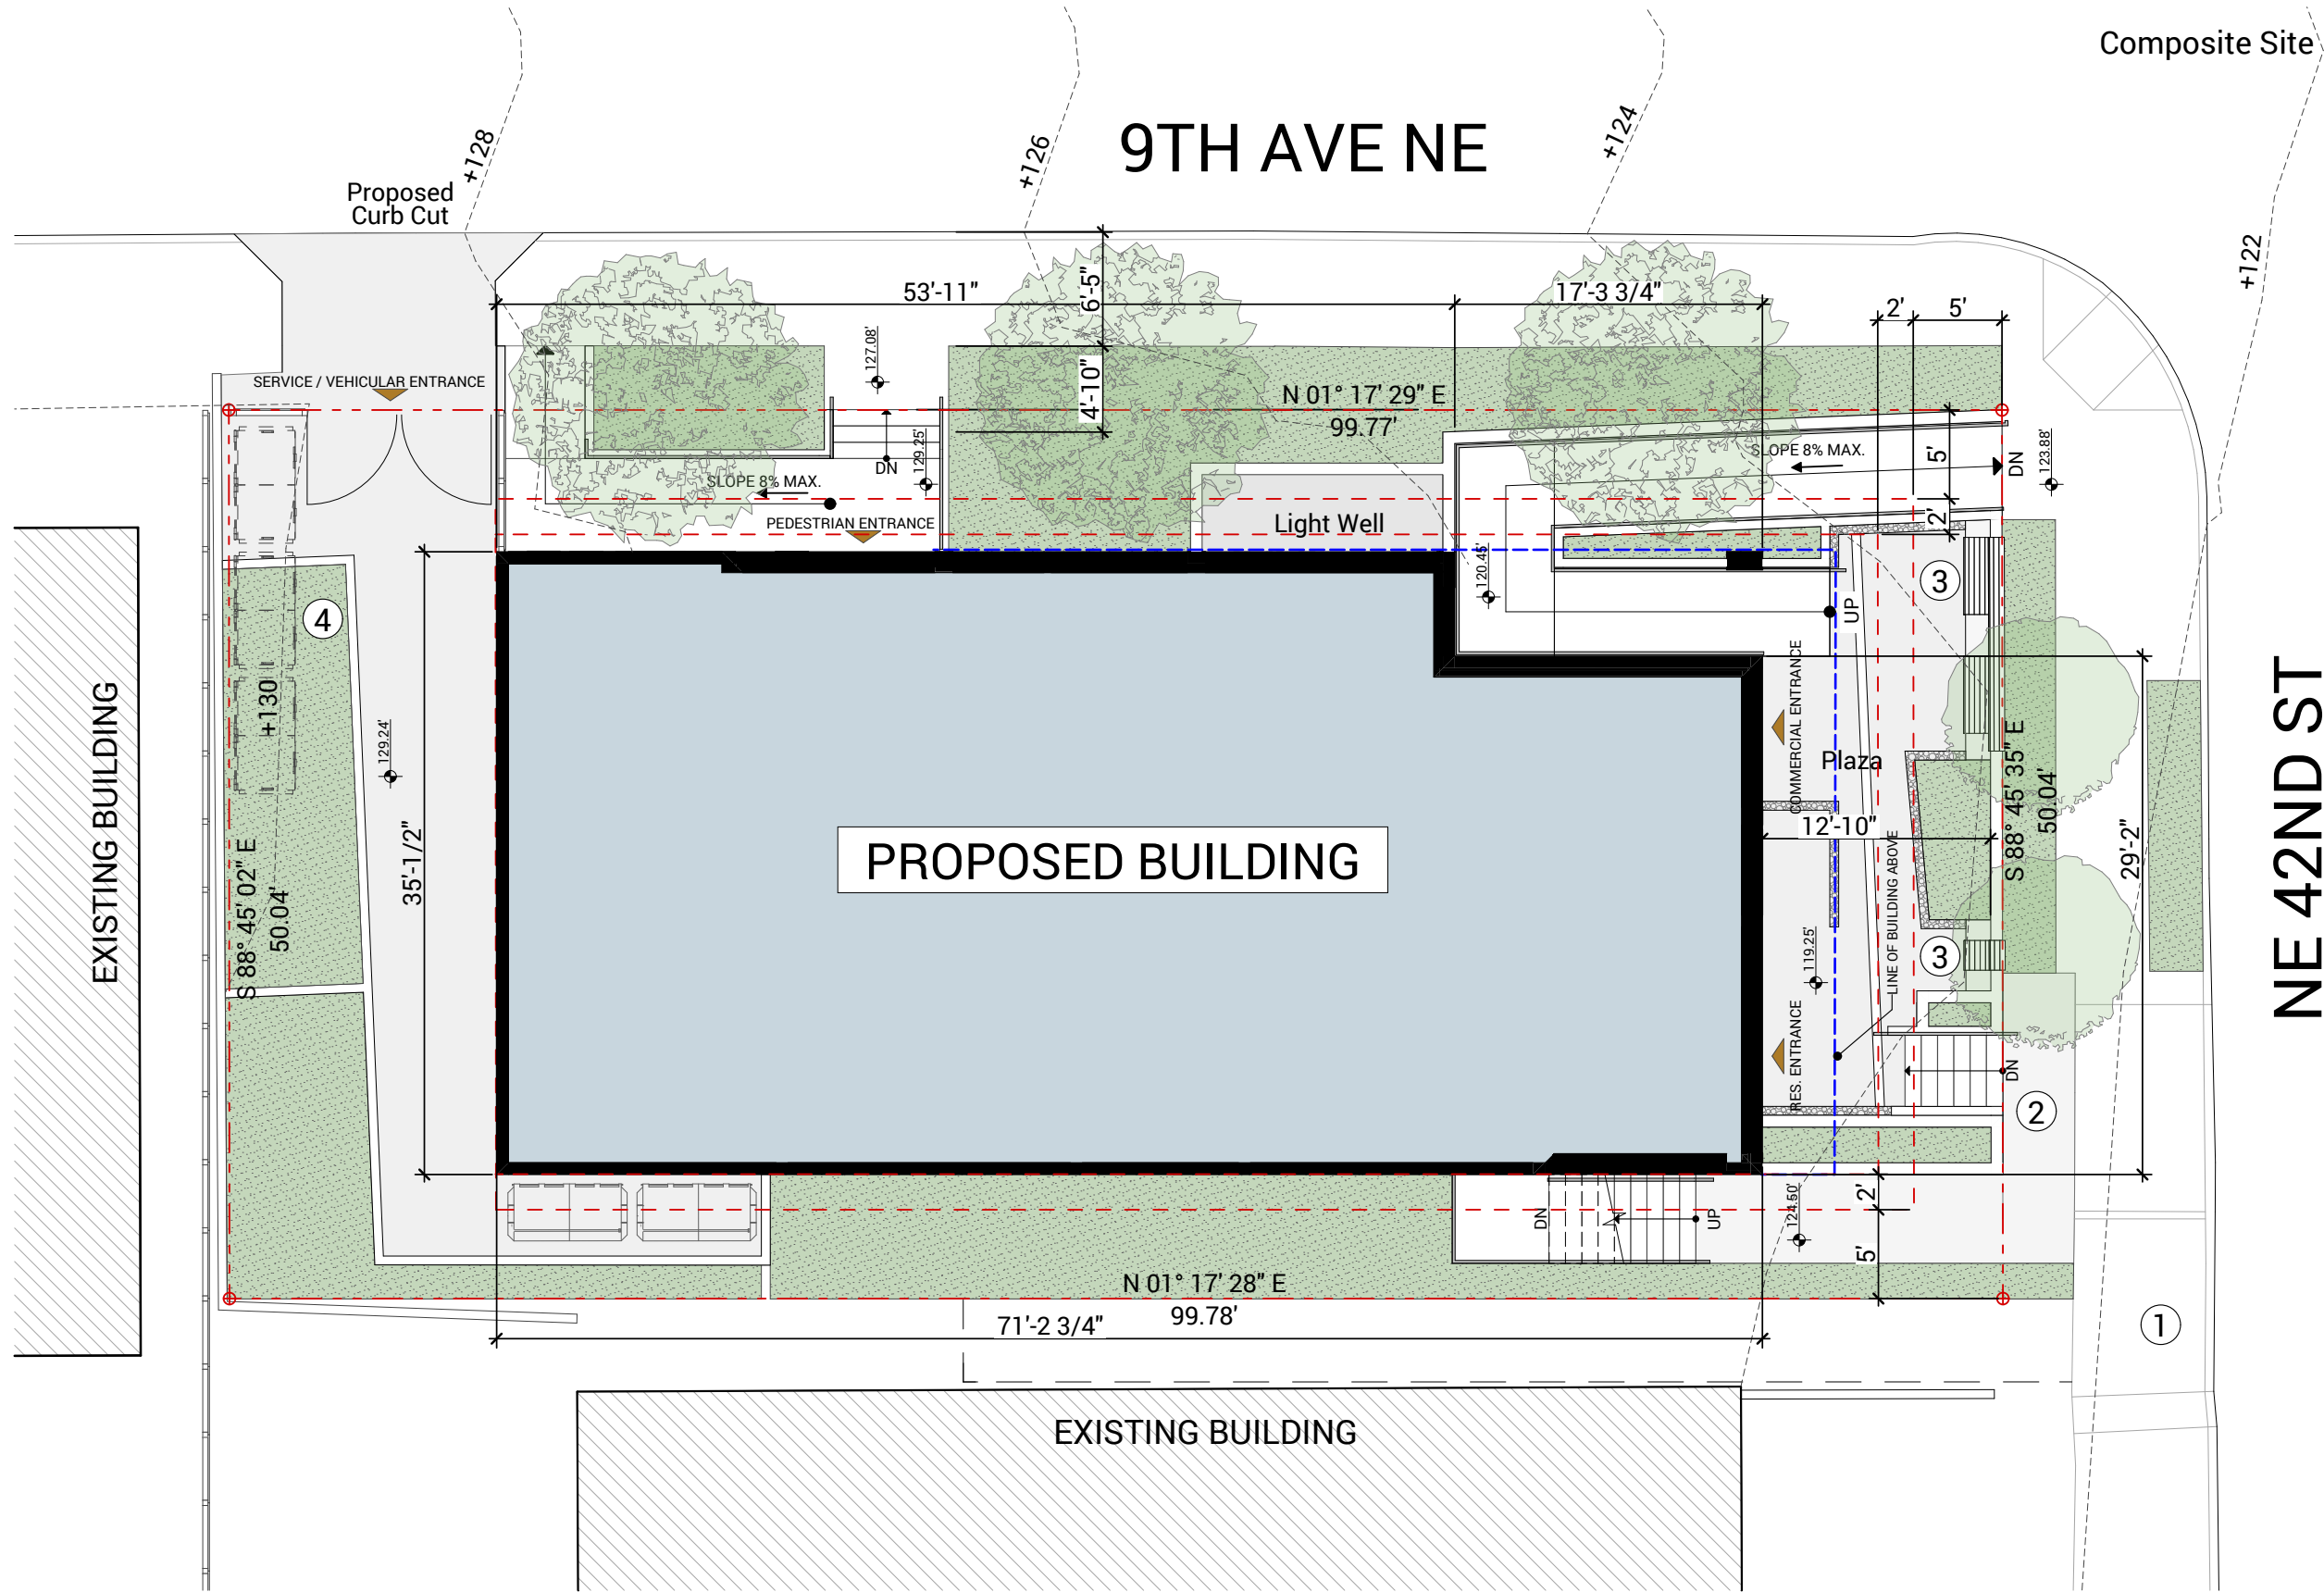 Composite Site
9TH AVE NE
+128
+126
+124
+122
Proposed
Curb Cut
53'-11"
6'-5"
17'-3 3/4"
2'
5'
4'-10"
127.08'
SERVICE / VEHICULAR ENTRANCE
N 01° 17' 29" E
99.77'
129.25'
DN
SLOPE 8% MAX.
SLOPE 8% MAX.
5'
DN
123.88'
PEDESTRIAN ENTRANCE
Light Well
2'
120.45'
UP
3
4
+130
129.24'
EXISTING BUILDING
COMMERCIAL ENTRANCE
Plaza
S 88° 45' 35" E
50.04'
NE 42ND ST
35'-1/2"
PROPOSED BUILDING
12'-10"
29'-2"
S 88° 45' 02" E
50.04'
LINE OF BUILDING ABOVE
119.25'
3
RES. ENTRANCE
DN
2
DN
UP
124.50'
2'
5'
N 01° 17' 28" E
99.78'
71'-2 3/4"
1
EXISTING BUILDING